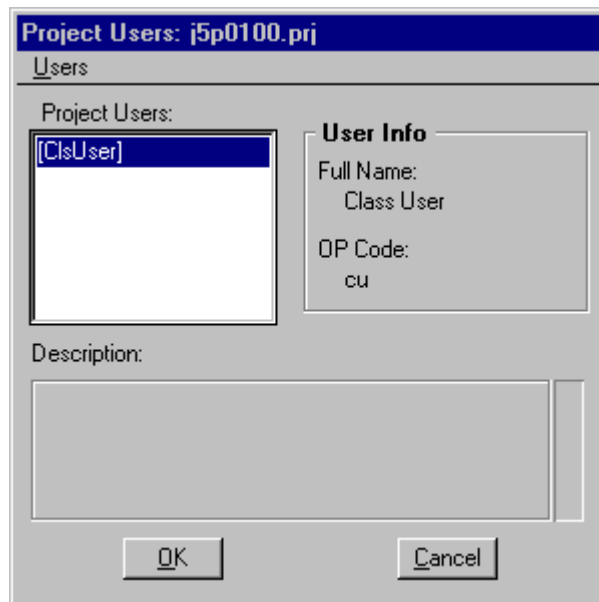 Project Users: j5p0100.prj
Users
Project Users:
[ClsUser]
User Info
Full Name:
Class User
OP Code:
cu
Description:
OK
Cancel